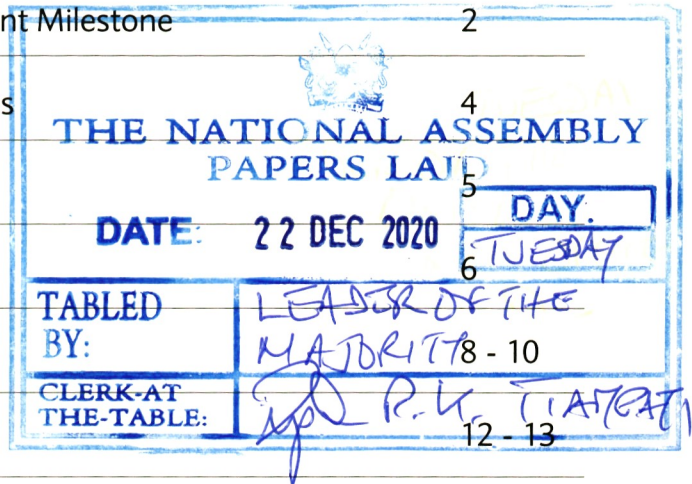 nt Milestone 2
s 4
THE NATIONAL ASSEMBLY
PAPERS LAID
5
DATE: 22 DEC 2020
DAY.
TUESDAY
6
TABLED BY:
LEADER OF THE
MAJORITY
8 - 10
CLERK-AT THE-TABLE:
R.K.
12 - 13